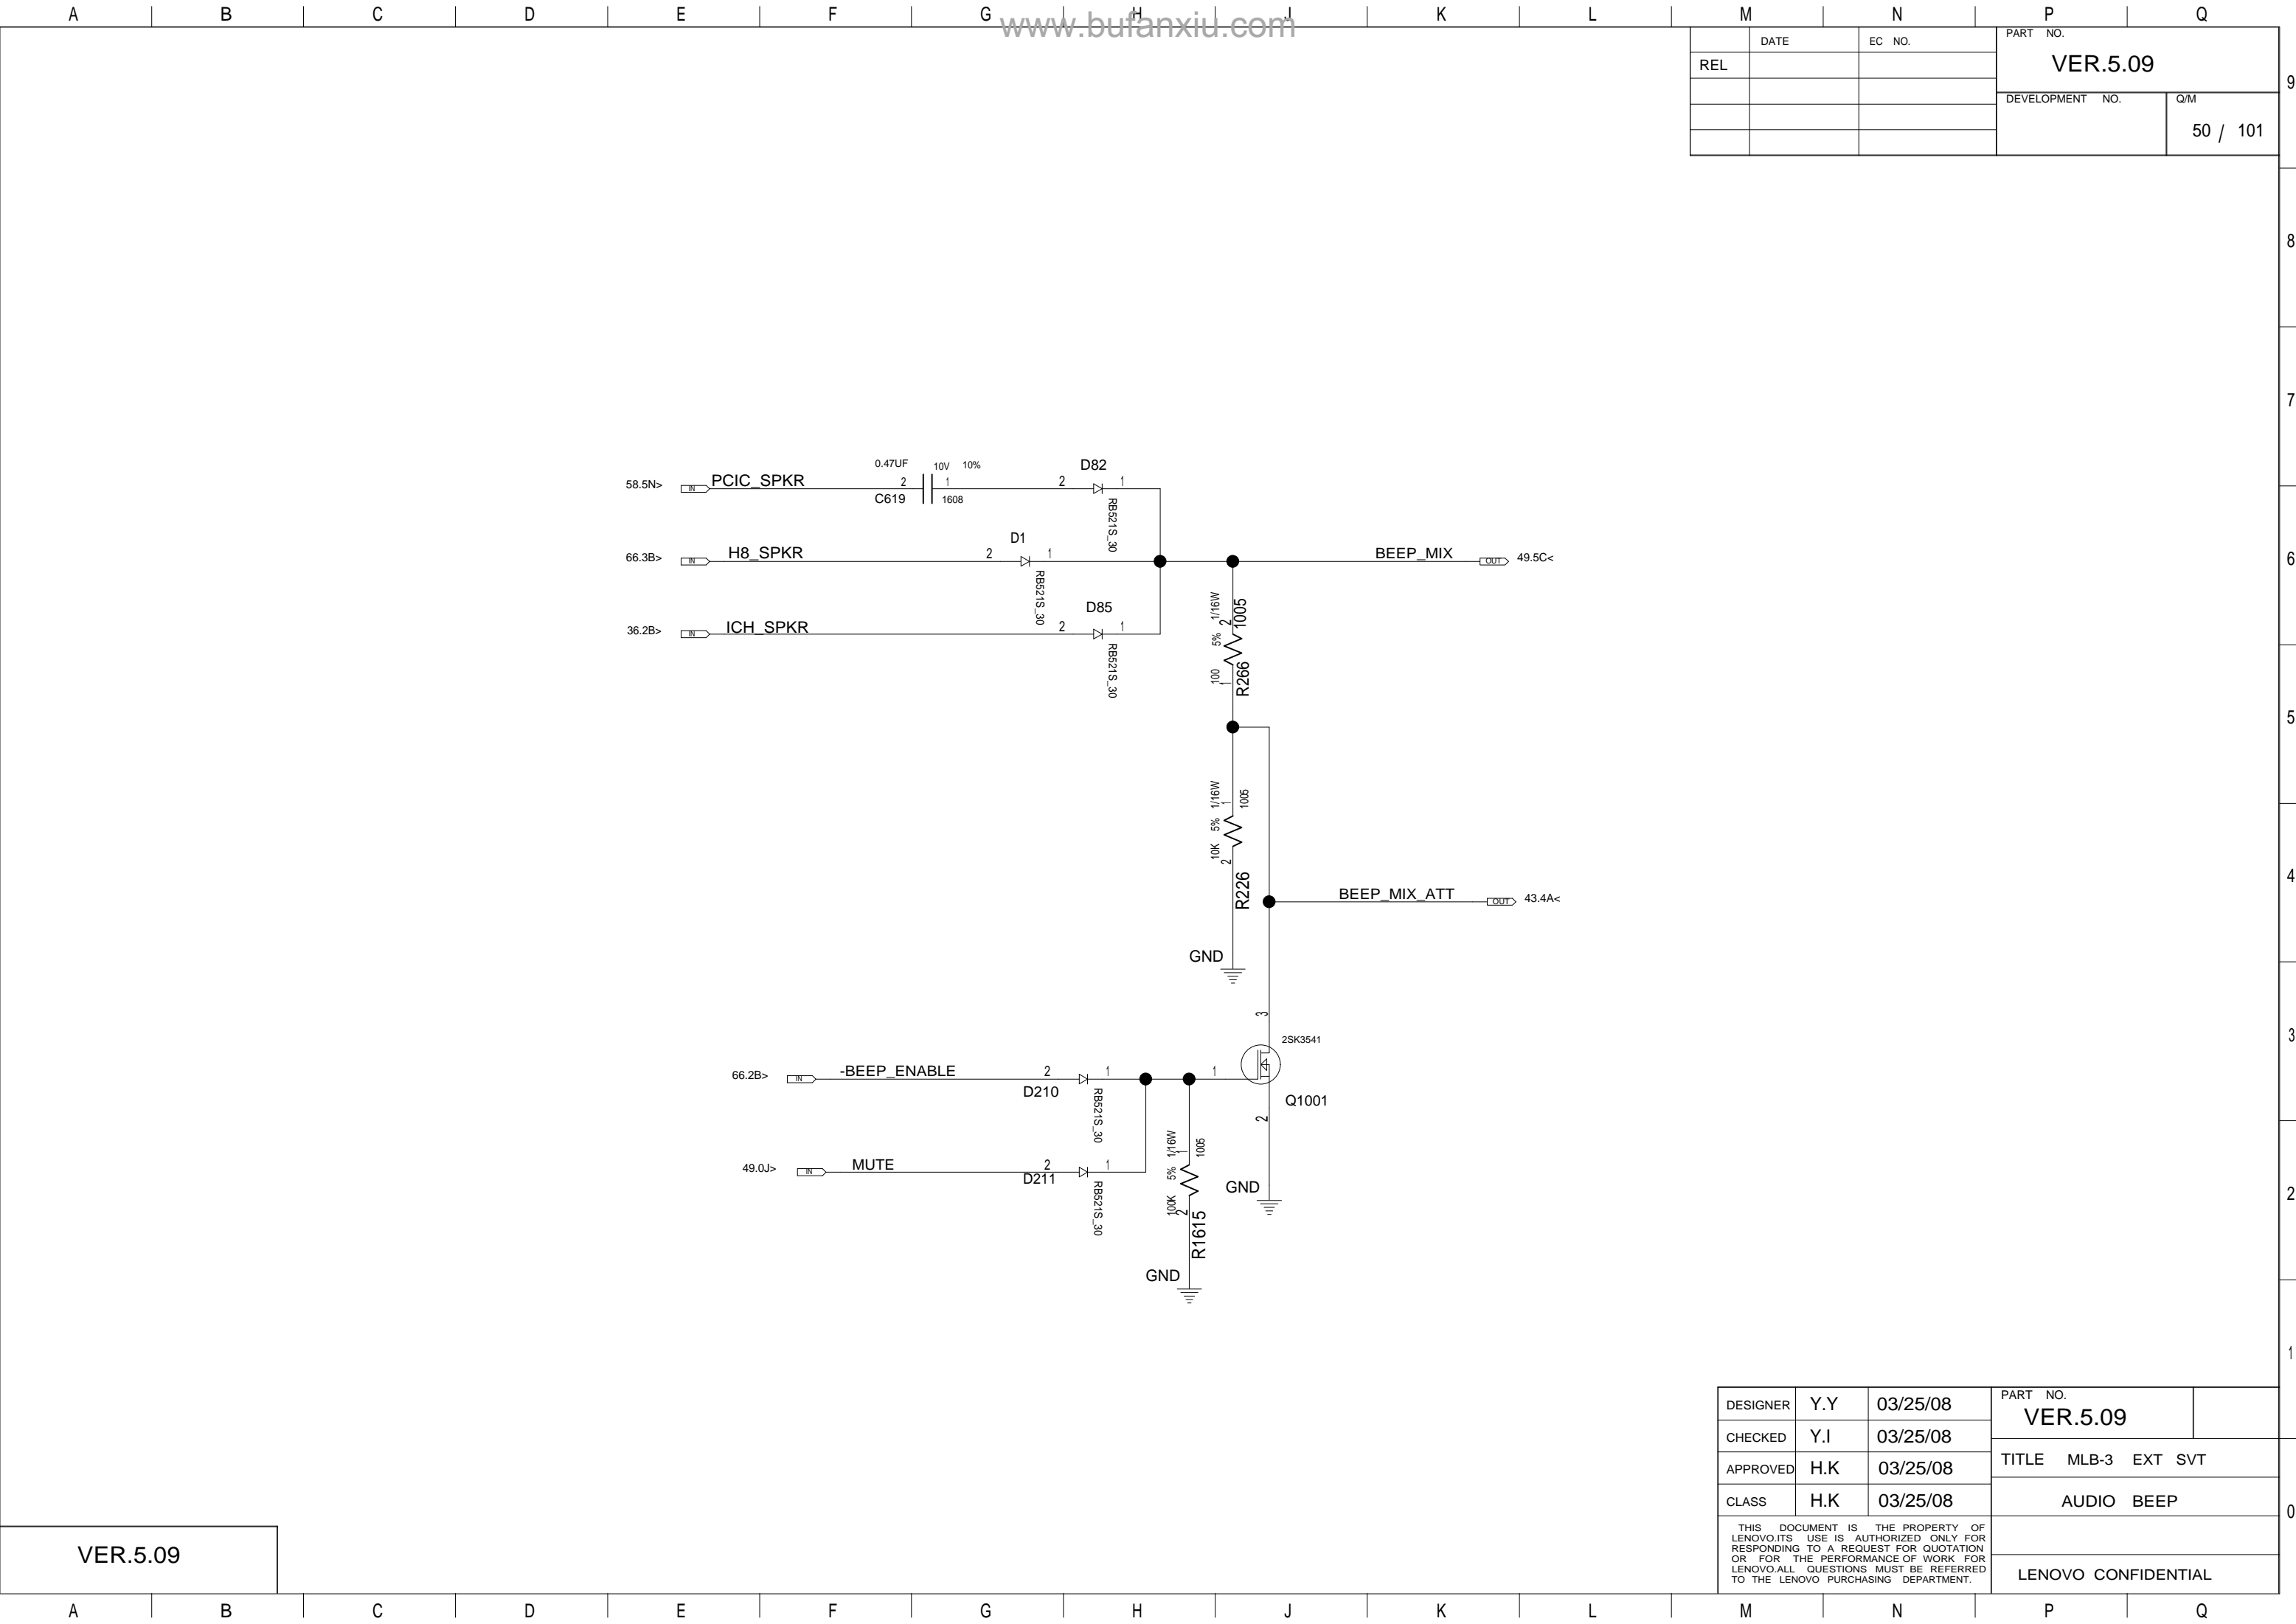 A B C D E F G H J K L M N P Q
www.bufanxiu.com
DATE EC NO.
REL
PART NO.
VER.5.09
DEVELOPMENT NO. Q/M
50 / 101
9
8
7
6
5
4
3
2
1
0
58.5N> IN PCIC_SPKR
0.47UF 10V 10%
2 1
C619 1608
D82
2 1
RB521S_30
66.3B> IN H8_SPKR
D1
2 1
RB521S_30
BEEP_MIX OUT 49.5C<
36.2B> IN ICH_SPKR
D85
2 1
RB521S_30
100 5% 1/16W
1 2
R266 1005
10K 5% 1/16W
2 1
R226 1005
GND
BEEP_MIX_ATT OUT 43.4A<
3
2SK3541
1
Q1001
2
GND
66.2B> IN -BEEP_ENABLE
2 1
D210
RB521S_30
49.0J> IN MUTE
2 1
D211
RB521S_30
100K 5% 1/16W
2 1
R1615 1005
GND
DESIGNER Y.Y 03/25/08
CHECKED Y.I 03/25/08
APPROVED H.K 03/25/08
CLASS H.K 03/25/08
PART NO.
VER.5.09
TITLE MLB-3 EXT SVT
AUDIO BEEP
THIS DOCUMENT IS THE PROPERTY OF
LENOVO.ITS USE IS AUTHORIZED ONLY FOR
RESPONDING TO A REQUEST FOR QUOTATION
OR FOR THE PERFORMANCE OF WORK FOR
LENOVO.ALL QUESTIONS MUST BE REFERRED
TO THE LENOVO PURCHASING DEPARTMENT.
LENOVO CONFIDENTIAL
VER.5.09
A B C D E F G H J K L M N P Q